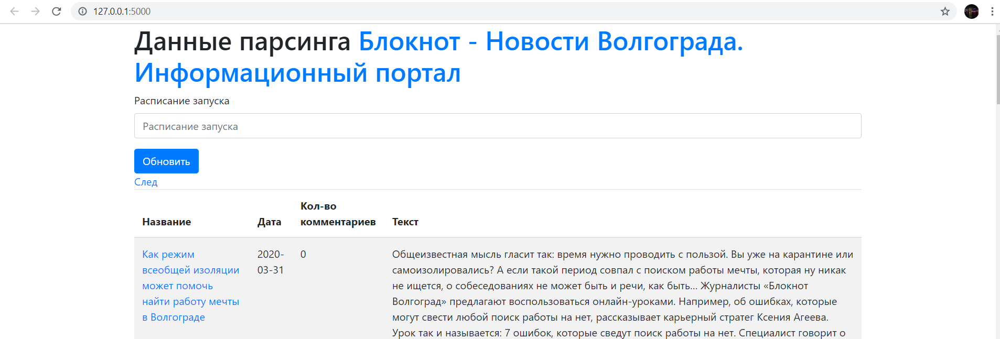 127.0.0.1:5000
Данные парсинга Блокнот - Новости Волгограда.
Информационный портал
Расписание запуска
Расписание запуска
Обновить
След
Название
Дата
Кол-во
комментариев
Текст
Как режим
всеобщей изоляции
может помочь
найти работу мечты
в Волгограде
2020-
03-31
0
Общеизвестная мысль гласит так: время нужно проводить с пользой. Вы уже на карантине или
самоизолировались? А если такой период совпал с поиском работы мечты, которая ну никак
не ищется, о собеседованиях не может быть и речи, как быть... Журналисты «Блокнот
Волгоград» предлагают воспользоваться онлайн-уроками. Например, об ошибках, которые
могут свести любой поиск работы на нет, рассказывает карьерный стратег Ксения Агеева.
Урок так и называется: 7 ошибок, которые сведут поиск работы на нет. Специалист говорит о